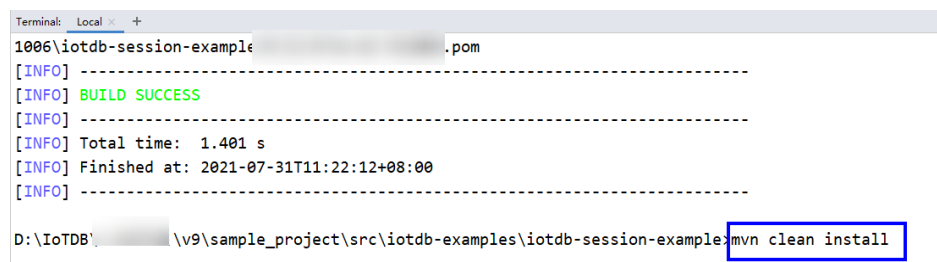 Terminal: Local × +
1006\iotdb-session-example .pom
[INFO] ------------------------------------------------------------------------
[INFO] BUILD SUCCESS
[INFO] ------------------------------------------------------------------------
[INFO] Total time:  1.401 s
[INFO] Finished at: 2021-07-31T11:22:12+08:00
[INFO] ------------------------------------------------------------------------
D:\IoTDB\ \v9\sample_project\src\iotdb-examples\iotdb-session-example>mvn clean install